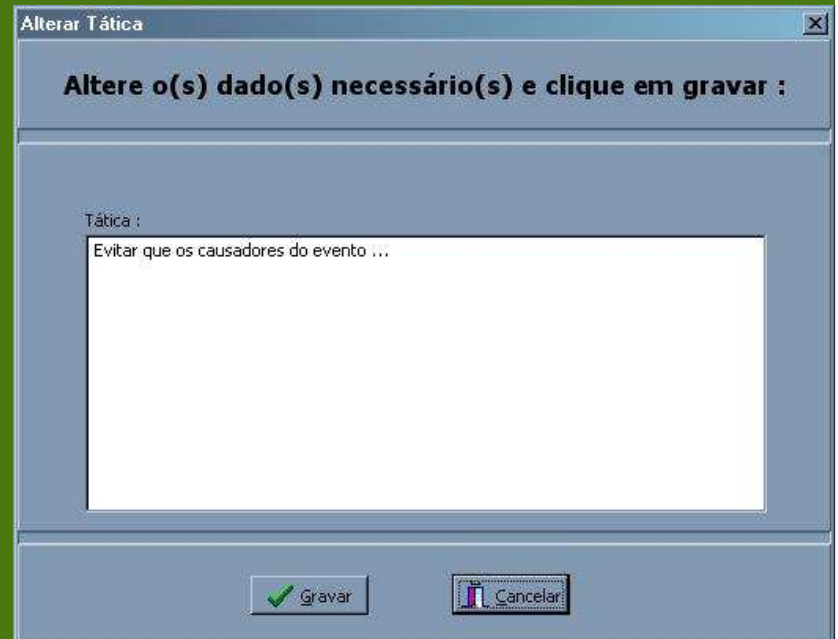 Alterar Tática
Altere o(s) dado(s) necessário(s) e clique em gravar :
Tática :
Evitar que os causadores do evento ...
Gravar
Cancelar